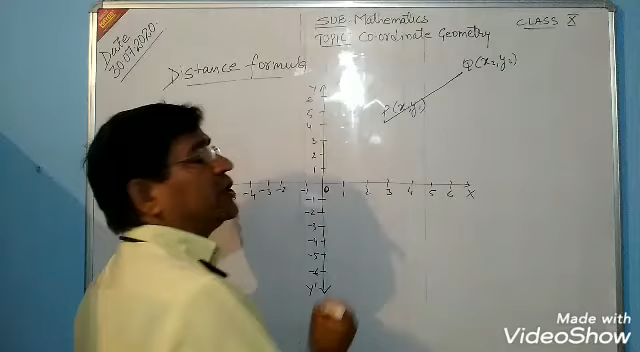 SUB: Mathematics
CLASS X
TOPIC: Co-ordinate Geometry
Date
30.07.2020
Distance formula
Q(x₂,y₂)
P(x₁,y₁)
Y
6
5
4
3
2
1
-4 -3 -2 -1 0 1 2 3 4 5 6 X
-1
-2
-3
-4
-5
-6
Y'
Made with
VideoShow